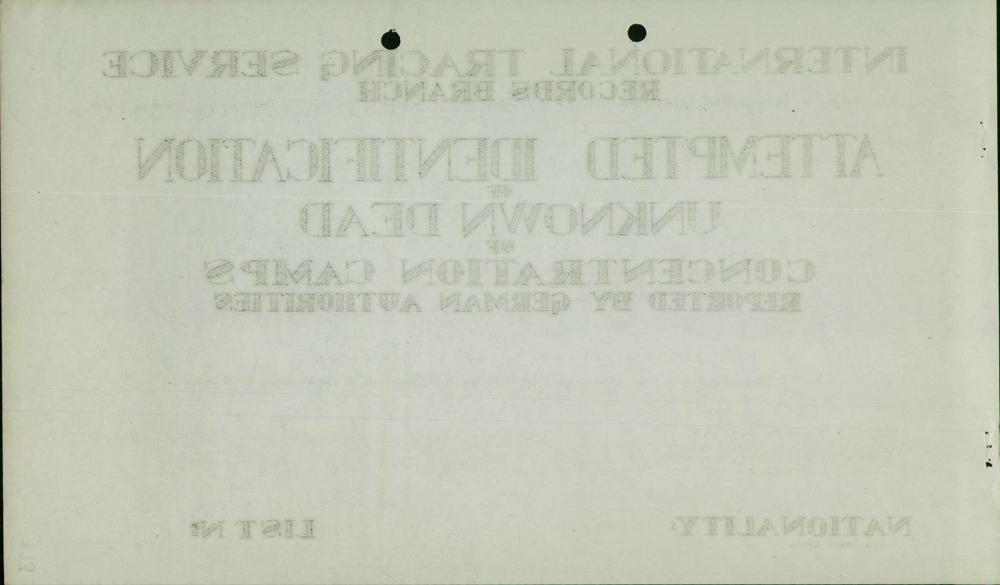 INTERNATIONAL TRACING SERVICE
RECORDS BRANCH
ATTEMPTED IDENTIFICATION
OF
UNKNOWN DEAD
OF
CONCENTRATION CAMPS
REPORTED BY GERMAN AUTHORITIES
NATIONALITY: LIST Nº